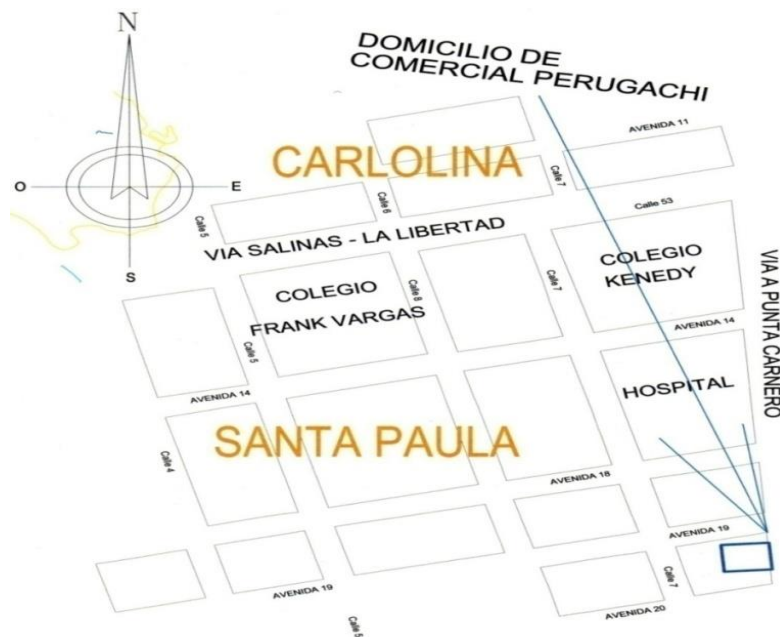 N
DOMICILIO DE
COMERCIAL PERUGACHI
AVENIDA 11
CARLOLINA
Calle 7
O
E
Calle 6
Calle 5
Calle 53
VIA SALINAS - LA LIBERTAD
S
COLEGIO
KENEDY
VIA A PUNTA CARNERO
COLEGIO
FRANK VARGAS
Calle 8
Calle 7
AVENIDA 14
Calle 5
AVENIDA 14
HOSPITAL
SANTA PAULA
Calle 4
AVENIDA 18
AVENIDA 19
AVENIDA 19
Calle 7
AVENIDA 20